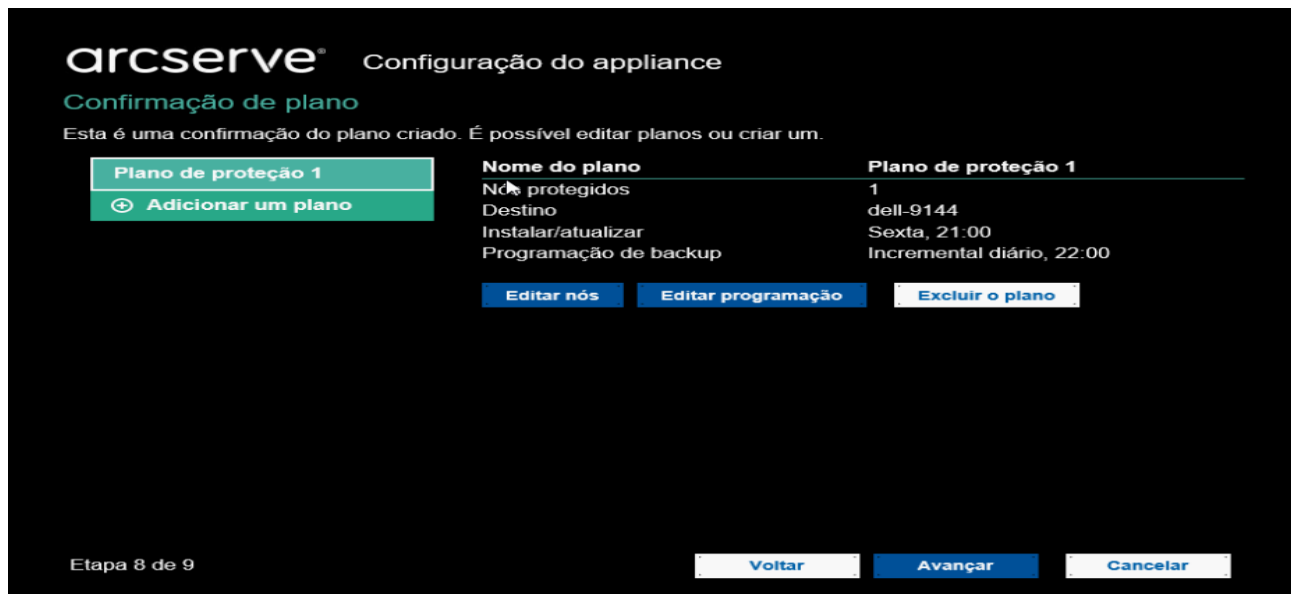 arcserve® Configuração do appliance
Confirmação de plano
Esta é uma confirmação do plano criado. É possível editar planos ou criar um.
Plano de proteção 1
Adicionar um plano
Nome do plano Plano de proteção 1
Nós protegidos 1
Destino dell-9144
Instalar/atualizar Sexta, 21:00
Programação de backup Incremental diário, 22:00
Editar nós Editar programação Excluir o plano
Etapa 8 de 9 Voltar Avançar Cancelar